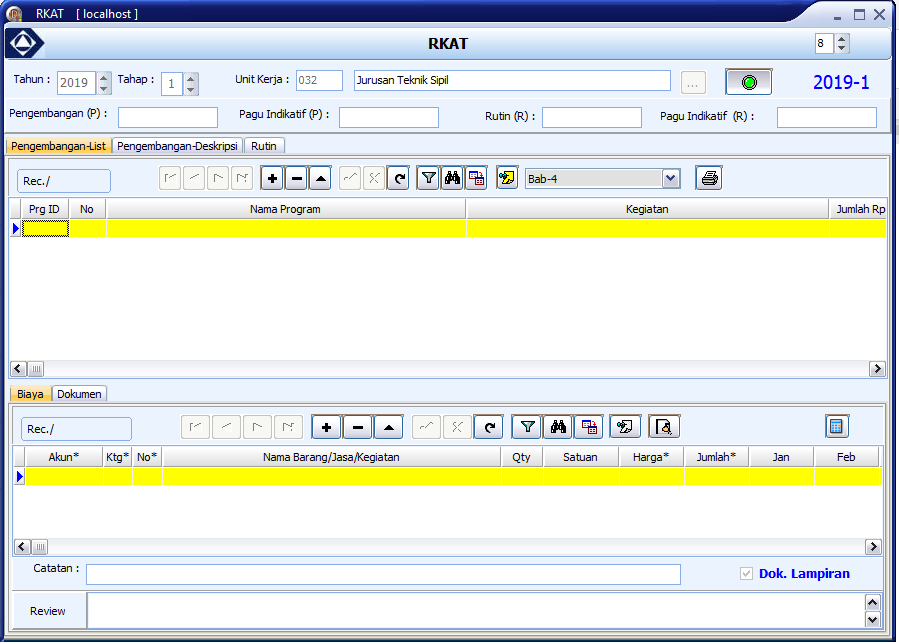 RKAT [ localhost ]
RKAT
8
Tahun : 2019 Tahap : 1 Unit Kerja : 032 Jurusan Teknik Sipil ... 2019-1
Pengembangan (P) : Pagu Indikatif (P) : Rutin (R) : Pagu Indikatif (R) :
Pengembangan-List Pengembangan-Deskripsi Rutin
Rec./ Bab-4
Prg ID No Nama Program Kegiatan Jumlah Rp
Biaya Dokumen
Rec./
Akun* Ktg* No* Nama Barang/Jasa/Kegiatan Qty Satuan Harga* Jumlah* Jan Feb
Catatan : Dok. Lampiran
Review